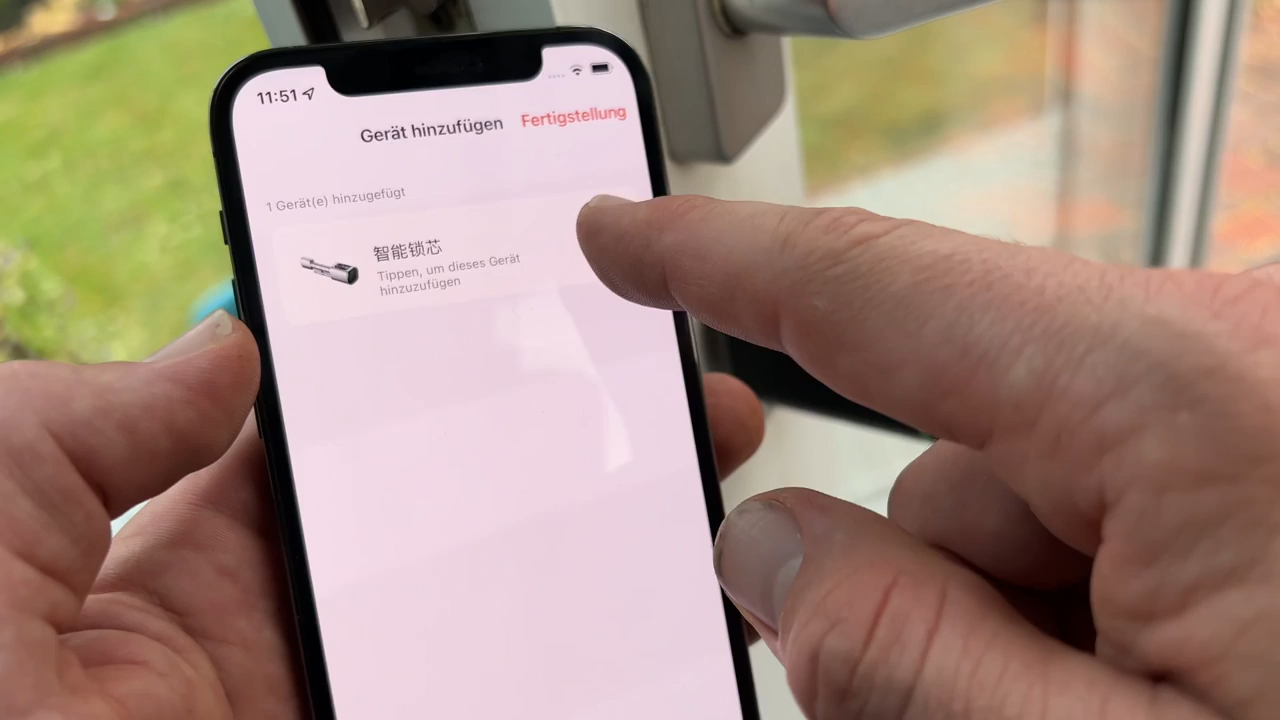 11:51
Gerät hinzufügen Fertigstellung
1 Gerät(e) hinzugefügt
智能锁芯
Tippen, um dieses Gerät
hinzuzufügen